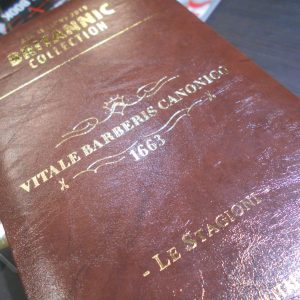 BRITANNIC
COLLECTION
VITALE BARBERIS CANONICO
1663
- LE STAGIONI